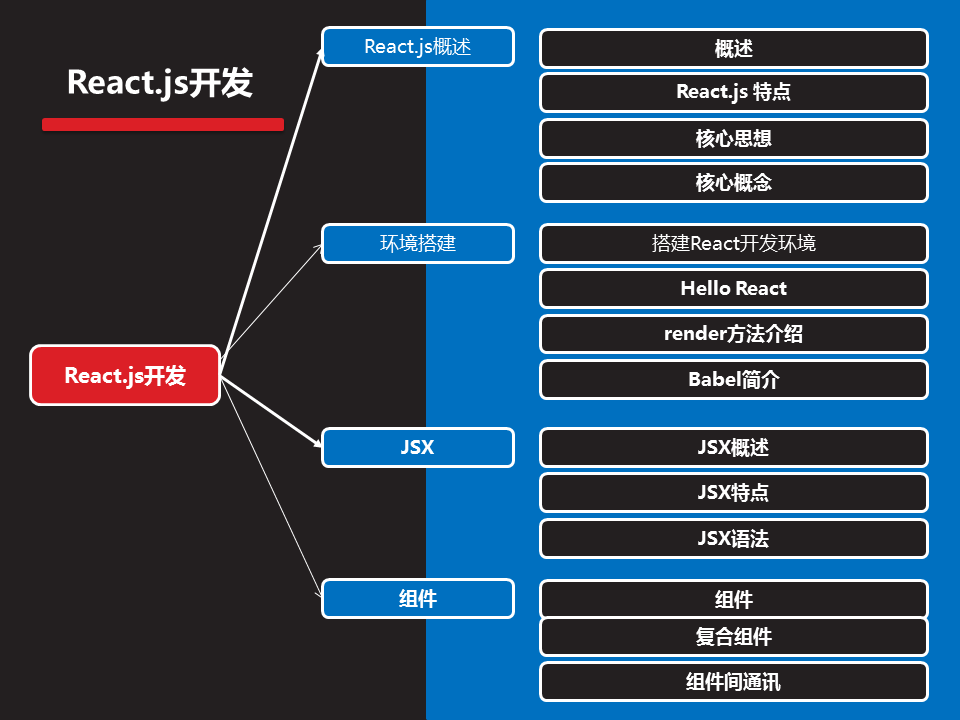 React.js开发
React.js开发
React.js概述
概述
React.js 特点
核心思想
核心概念
环境搭建
搭建React开发环境
Hello React
render方法介绍
Babel简介
JSX
JSX概述
JSX特点
JSX语法
组件
组件
复合组件
组件间通讯